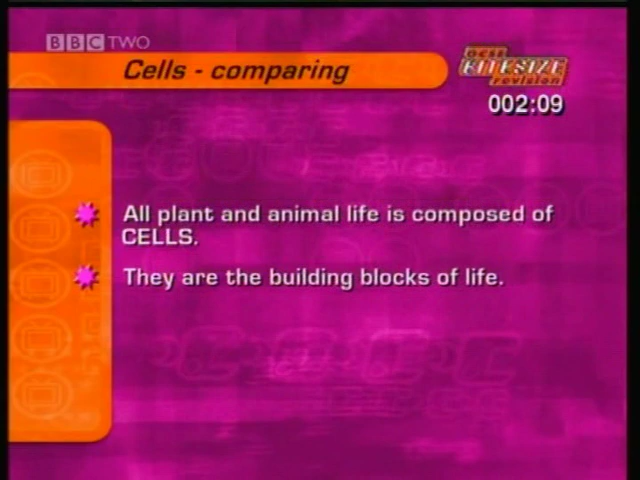 BBC TWO
Cells - comparing
GCSE
BITESIZE
revision
002:09
All plant and animal life is composed of
CELLS.
They are the building blocks of life.